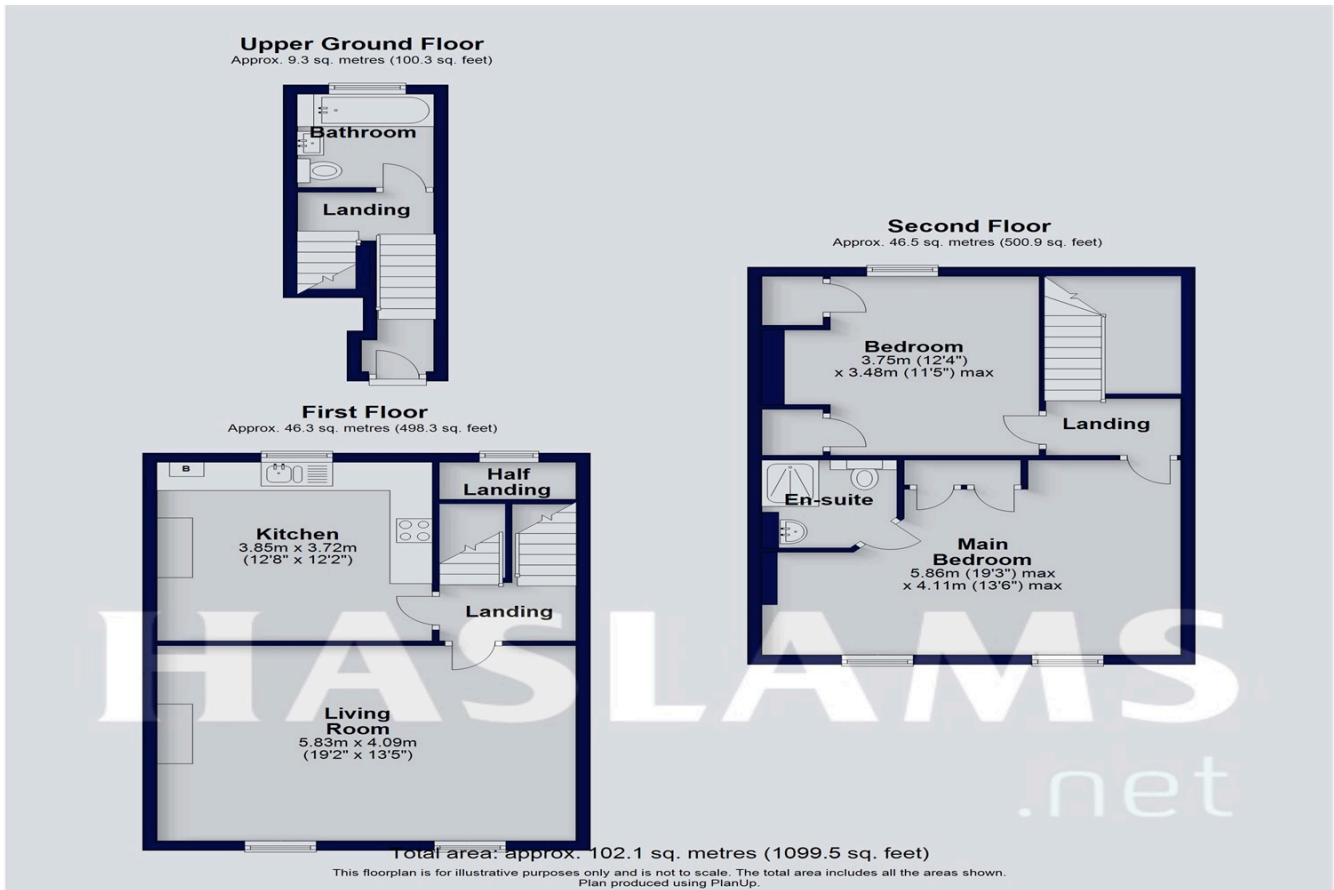 Upper Ground Floor
Approx. 9.3 sq. metres (100.3 sq. feet)
Bathroom
Landing
Second Floor
Approx. 46.5 sq. metres (500.9 sq. feet)
Bedroom
3.75m (12'4")
x 3.48m (11'5") max
Landing
En-suite
Main
Bedroom
5.86m (19'3") max
x 4.11m (13'6") max
First Floor
Approx. 46.3 sq. metres (498.3 sq. feet)
B
Half
Landing
Kitchen
3.85m x 3.72m
(12'8" x 12'2")
Landing
Living
Room
5.83m x 4.09m
(19'2" x 13'5")
HASLAMS
.net
Total area: approx. 102.1 sq. metres (1099.5 sq. feet)
This floorplan is for illustrative purposes only and is not to scale. The total area includes all the areas shown.
Plan produced using PlanUp.